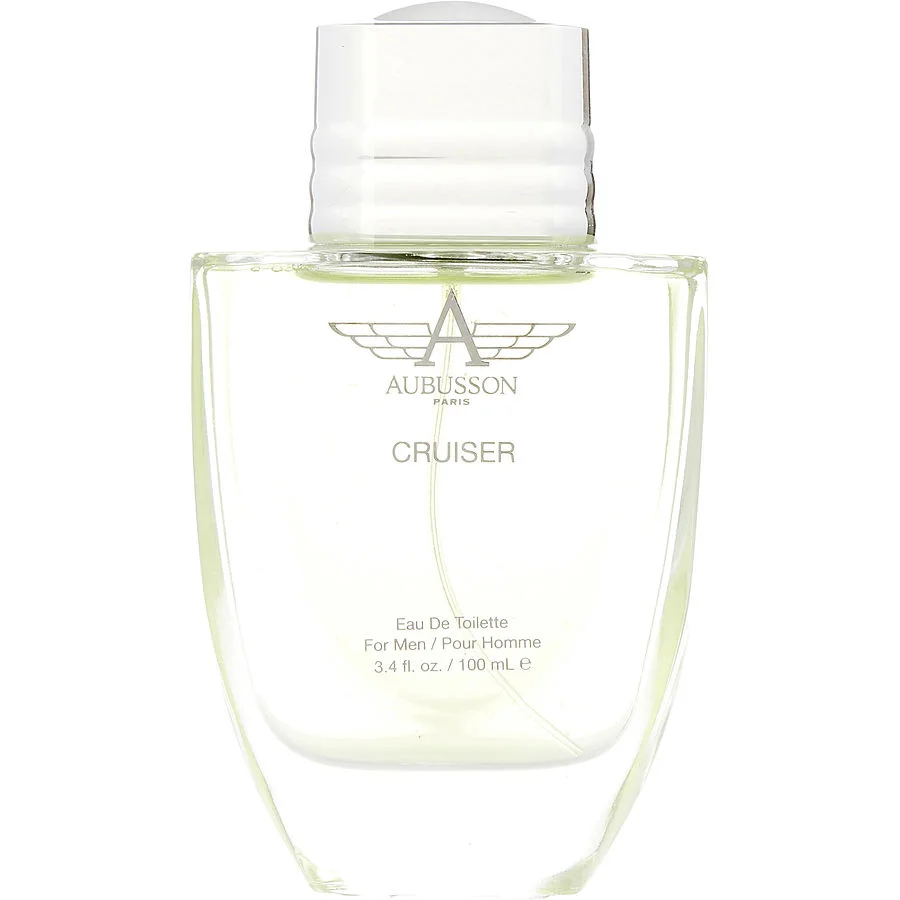 A
AUBUSSON
PARIS
CRUISER
Eau De Toilette
For Men / Pour Homme
3.4 fl. oz. / 100 mL ℮